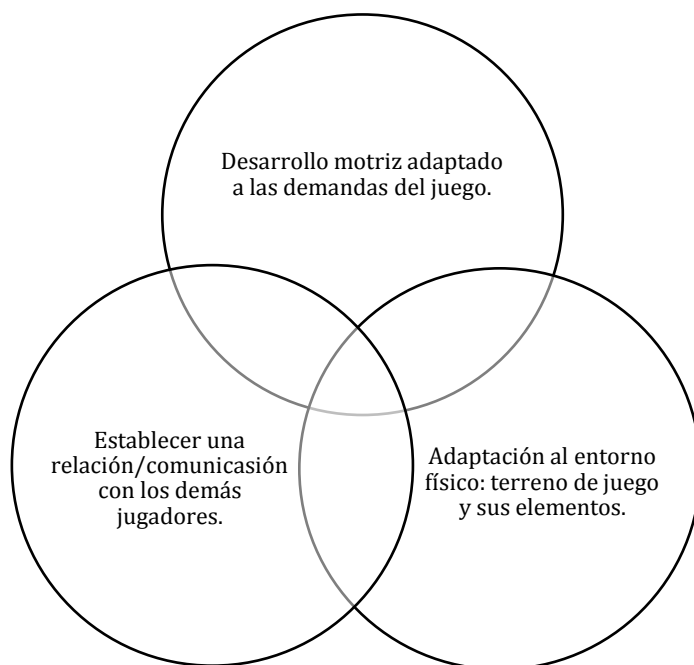 Desarrollo motriz adaptado
a las demandas del juego.
Establecer una
relación/comunicasión
con los demás
jugadores.
Adaptación al entorno
físico: terreno de juego
y sus elementos.